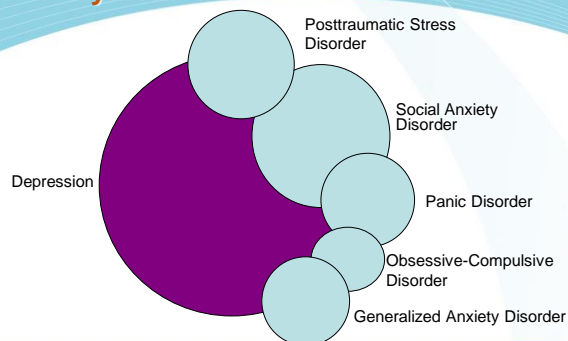 Posttraumatic Stress
Disorder
Social Anxiety
Disorder
Depression
Panic Disorder
Obsessive-Compulsive
Disorder
Generalized Anxiety Disorder